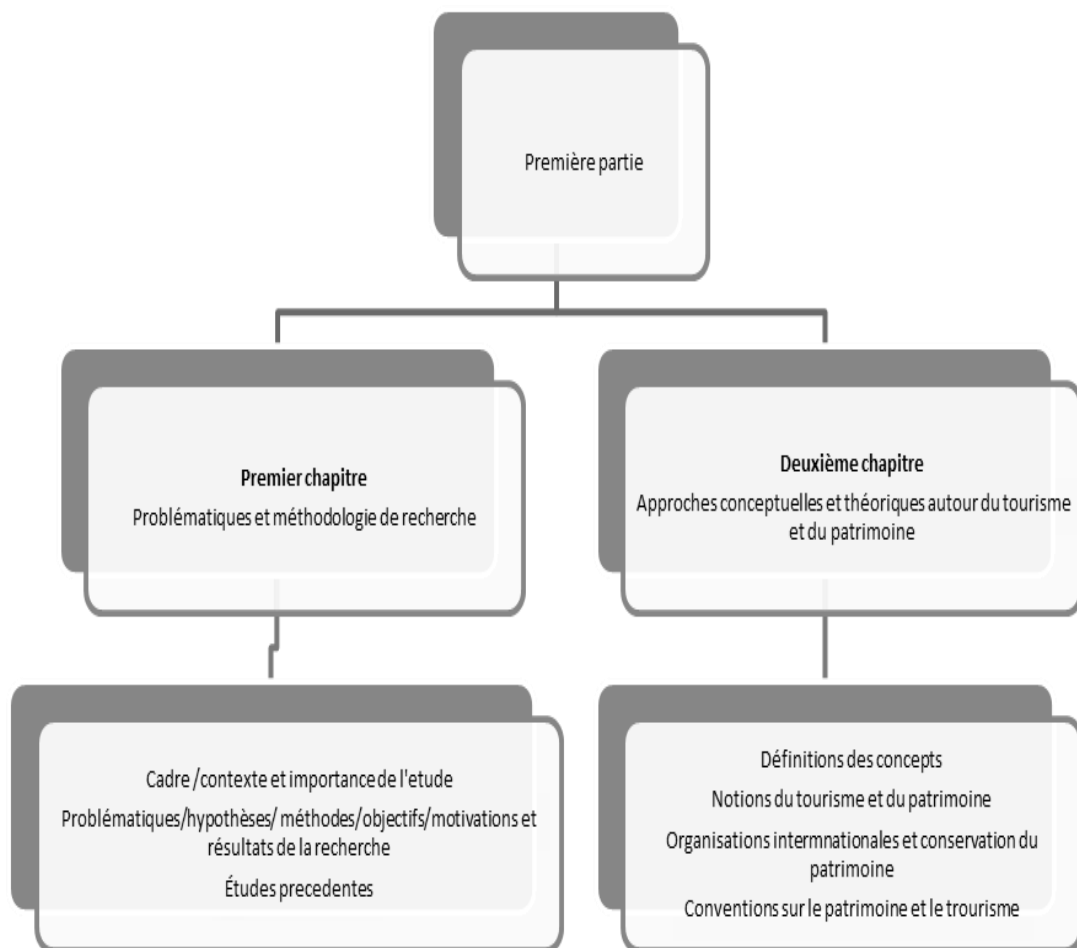 Première partie
Premier chapitre
Problématiques et méthodologie de recherche
Deuxième chapitre
Approches conceptuelles et théoriques autour du tourisme
et du patrimoine
Cadre /contexte et importance de l'etude
Problématiques/hypothèses/ méthodes/objectifs/motivations et
résultats de la recherche
Études precedentes
Définitions des concepts
Notions du tourisme et du patrimoine
Organisations intermnationales et conservation du
patrimoine
Conventions sur le patrimoine et le trourisme